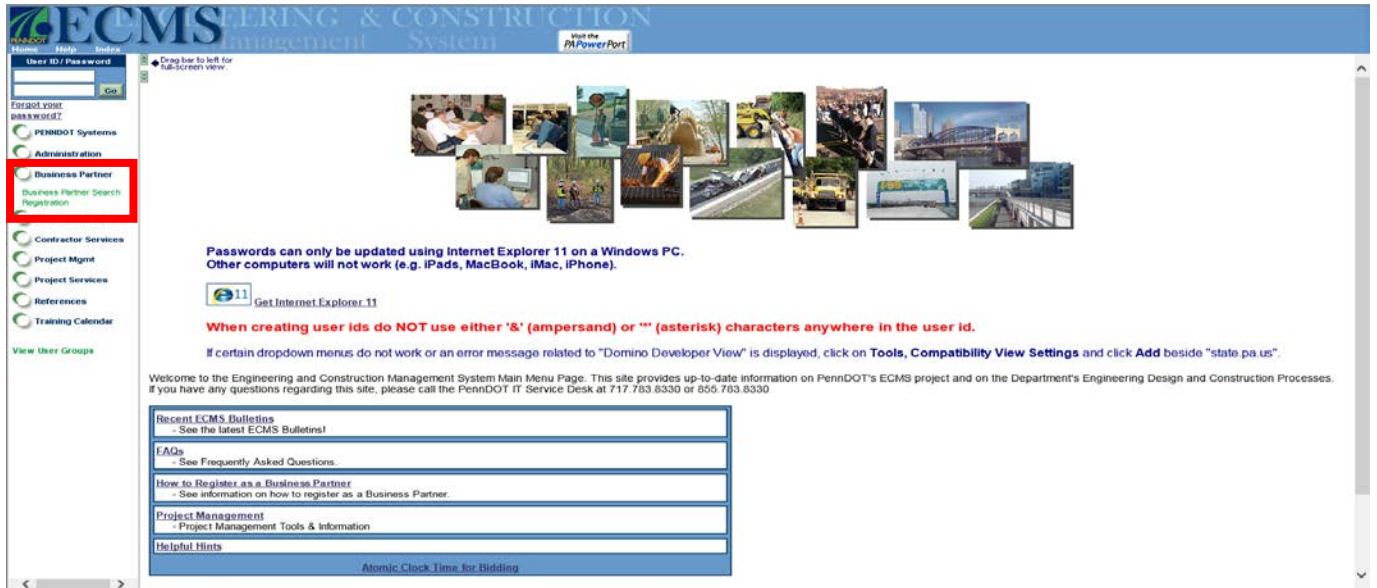 PENNDOT
ECMS
ENGINEERING & CONSTRUCTION
Management System
Visit the
PAPowerPort
Home Help Index
User ID / Password
Go
Forgot your
password?
PENNDOT Systems
Administration
Business Partner
Business Partner Search
Registration
Contractor Services
Project Mgmt
Project Services
References
Training Calendar
View User Groups
Drag bar to left for
full-screen view.
Passwords can only be updated using Internet Explorer 11 on a Windows PC.
Other computers will not work (e.g. iPads, MacBook, iMac, iPhone).
11 Get Internet Explorer 11
When creating user ids do NOT use either '&' (ampersand) or '*' (asterisk) characters anywhere in the user id.
If certain dropdown menus do not work or an error message related to "Domino Developer View" is displayed, click on Tools, Compatibility View Settings and click Add beside "state.pa.us".
Welcome to the Engineering and Construction Management System Main Menu Page. This site provides up-to-date information on PennDOT's ECMS project and on the Department's Engineering Design and Construction Processes.
If you have any questions regarding this site, please call the PennDOT IT Service Desk at 717.783.8330 or 855.783.8330
Recent ECMS Bulletins
- See the latest ECMS Bulletins!
FAQs
- See Frequently Asked Questions.
How to Register as a Business Partner
- See information on how to register as a Business Partner.
Project Management
- Project Management Tools & Information
Helpful Hints
Atomic Clock Time for Bidding